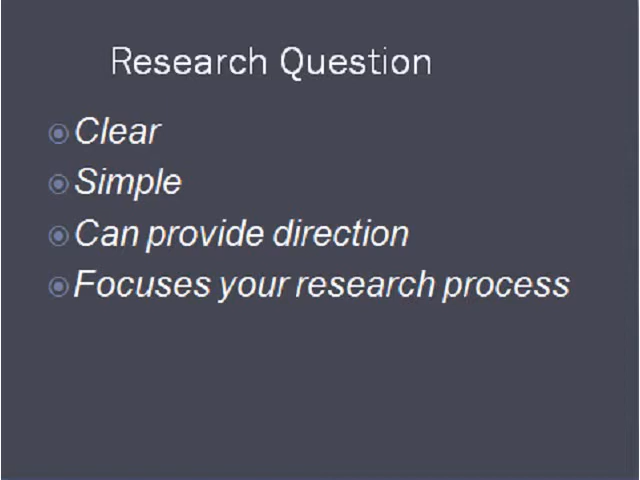 Research Question
Clear
Simple
Can provide direction
Focuses your research process